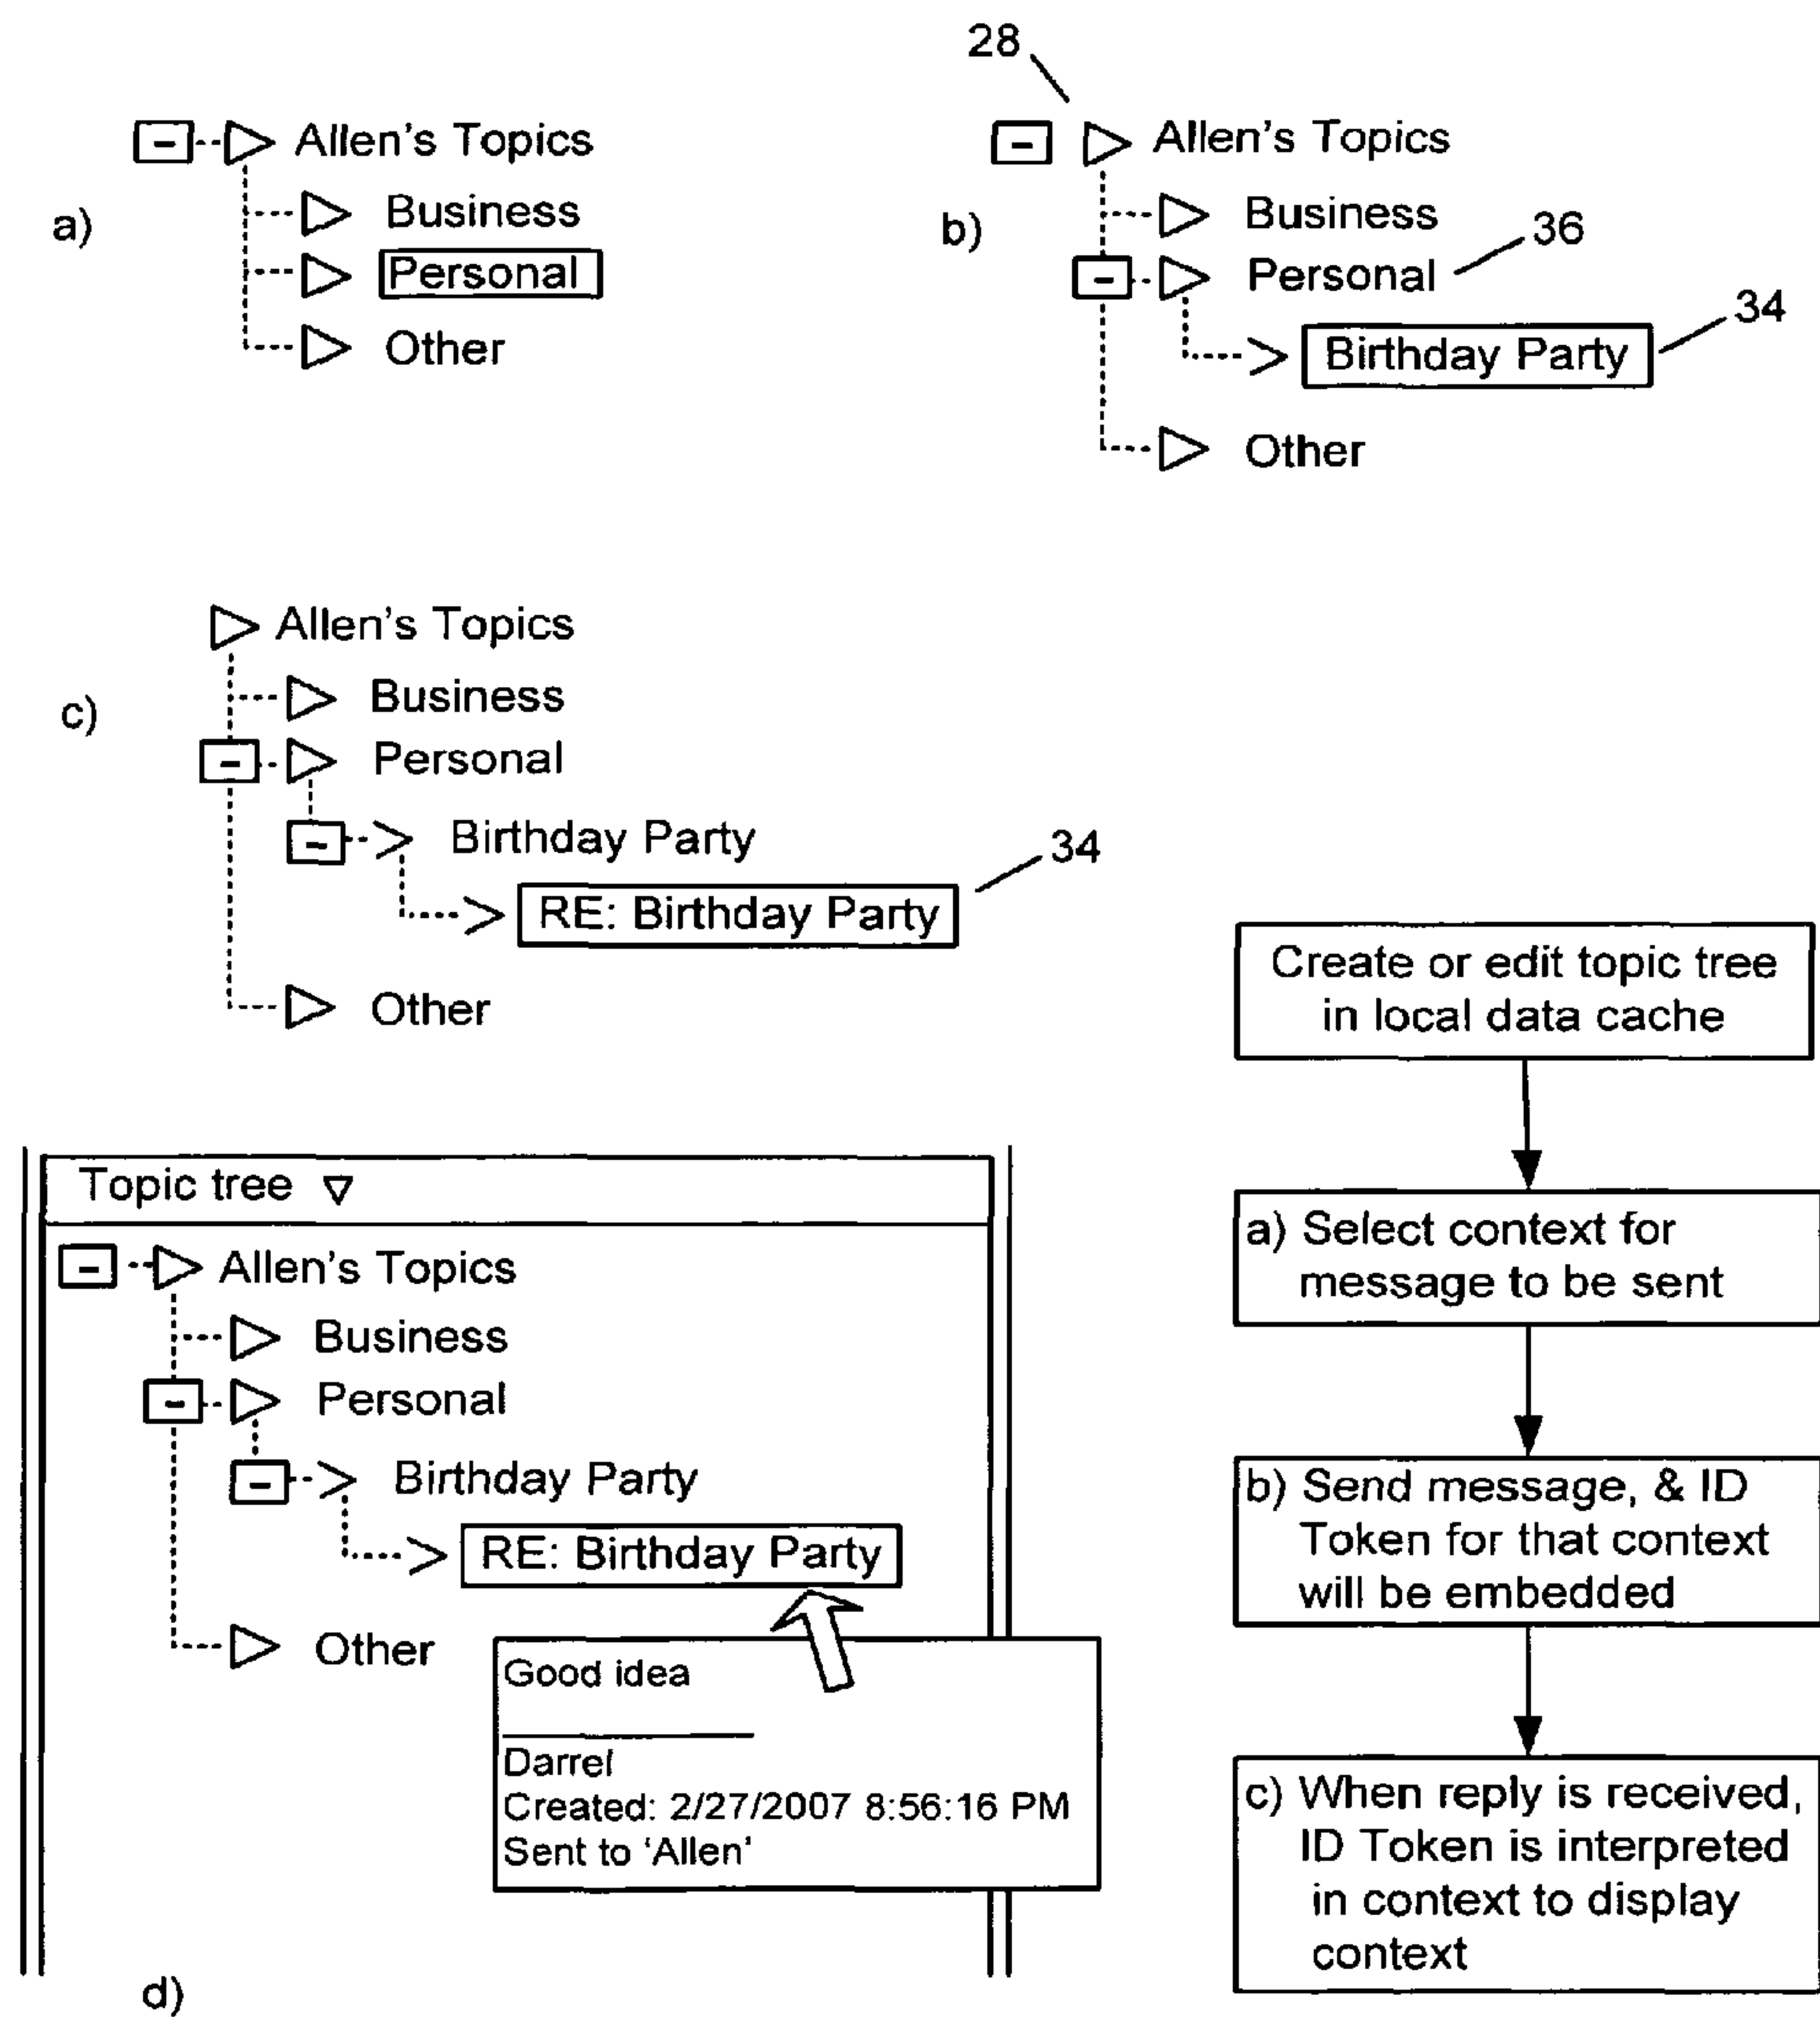 a)
[-] Allen's Topics
Business
Personal
Other
28
b)
[-] Allen's Topics
Business
[-] Personal
36
Birthday Party
34
Other
c)
Allen's Topics
Business
[-] Personal
[-] Birthday Party
RE: Birthday Party
34
Other
d)
Topic tree
[-] Allen's Topics
Business
[-] Personal
[-] Birthday Party
RE: Birthday Party
Other
Good idea
Darrel
Created: 2/27/2007 8:56:16 PM
Sent to 'Allen'
Create or edit topic tree
in local data cache
a) Select context for
message to be sent
b) Send message, & ID
Token for that context
will be embedded
c) When reply is received,
ID Token is interpreted
in context to display
context